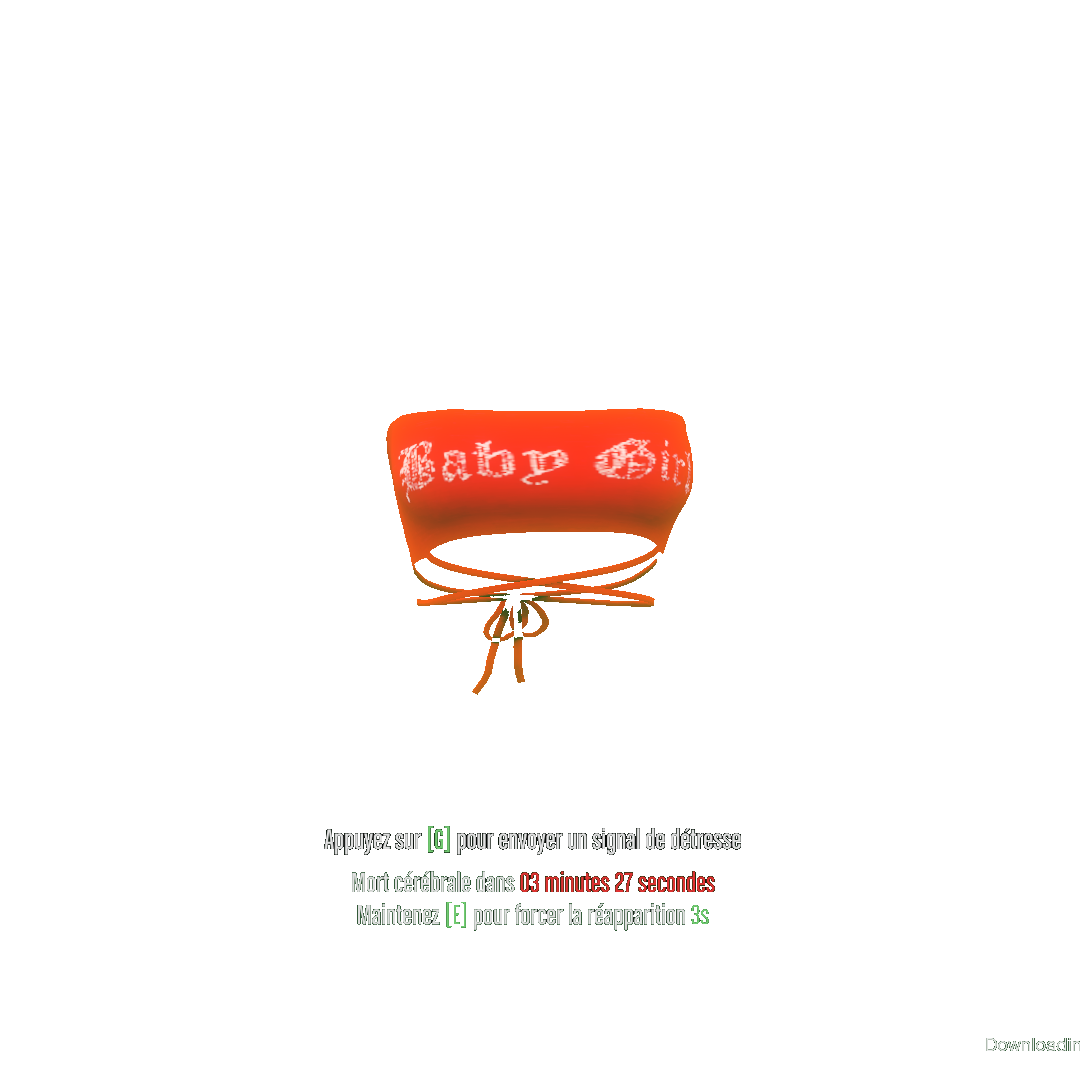 Baby Girl
Appuyez sur [G] pour envoyer un signal de détresse
Mort cérébrale dans 03 minutes 27 secondes
Maintenez [E] pour forcer la réapparition 3s
Downloadin